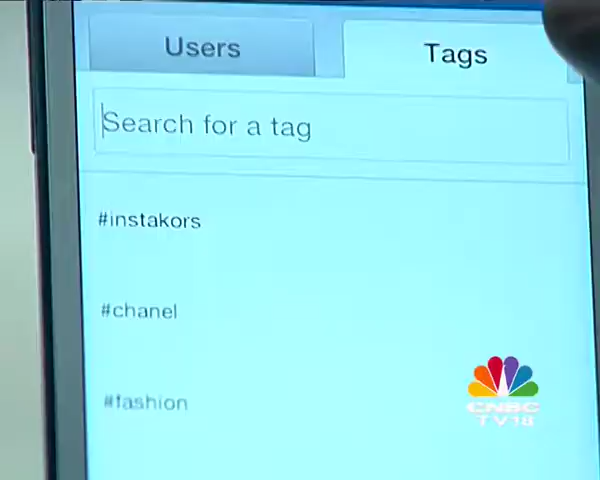 Users
Tags
Search for a tag
#instakors
#chanel
#fashion
CNBC
TV18